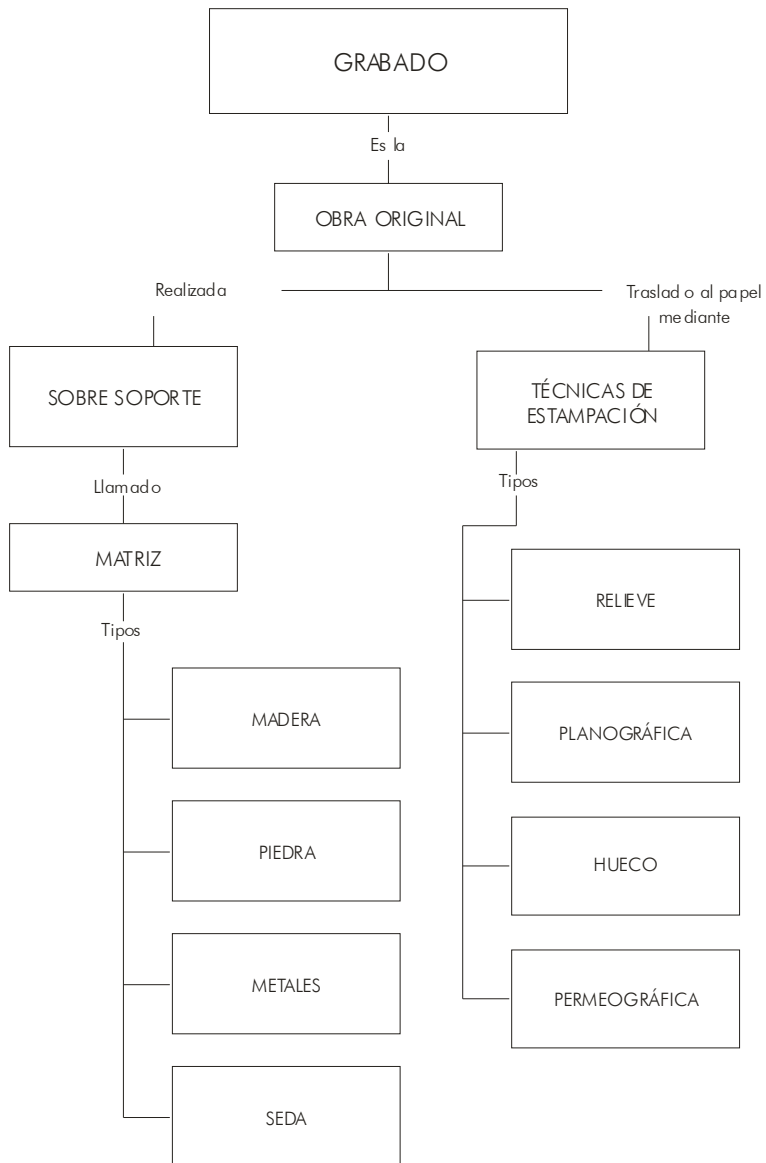 GRABADO
Es la
OBRA ORIGINAL
Realizada
SOBRE SOPORTE
Llamado
MATRIZ
Tipos
MADERA
PIEDRA
METALES
SEDA
Traslado al papel
mediante
TÉCNICAS DE
ESTAMPACIÓN
Tipos
RELIEVE
PLANOGRÁFICA
HUECO
PERMEOGRÁFICA